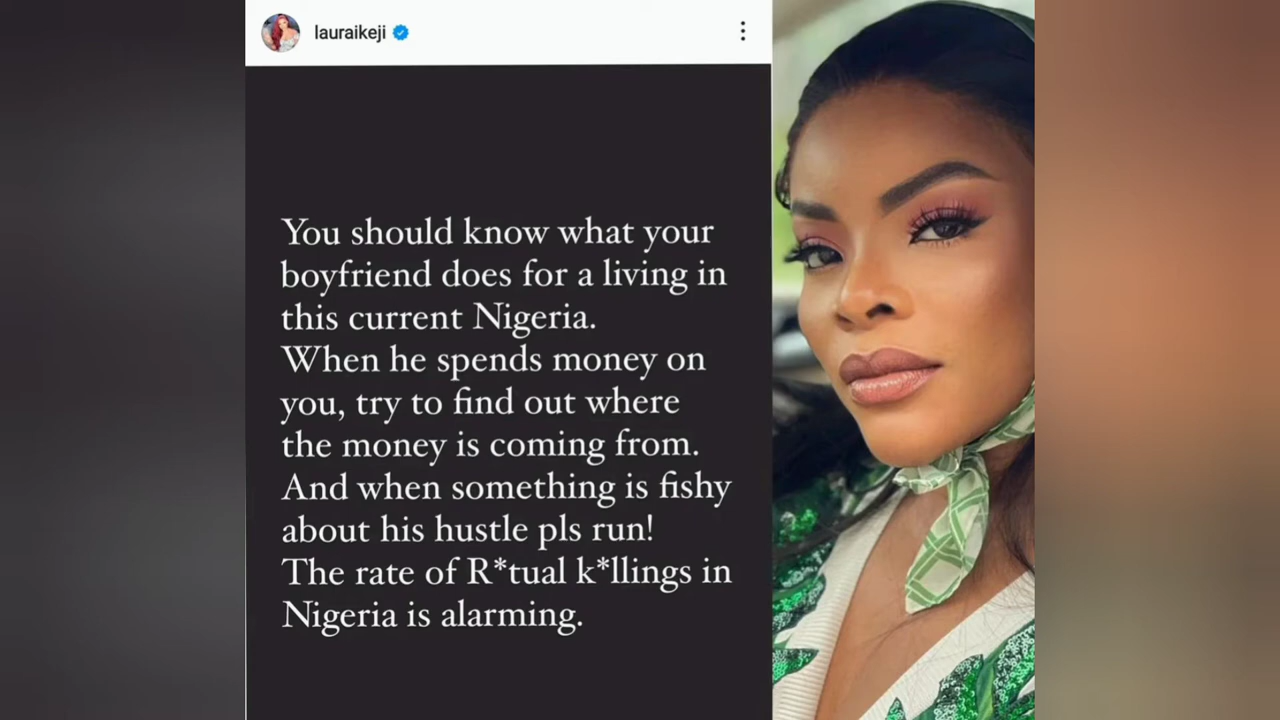 lauraikeji
You should know what your
boyfriend does for a living in
this current Nigeria.
When he spends money on
you, try to find out where
the money is coming from.
And when something is fishy
about his hustle pls run!
The rate of R*tual k*llings in
Nigeria is alarming.